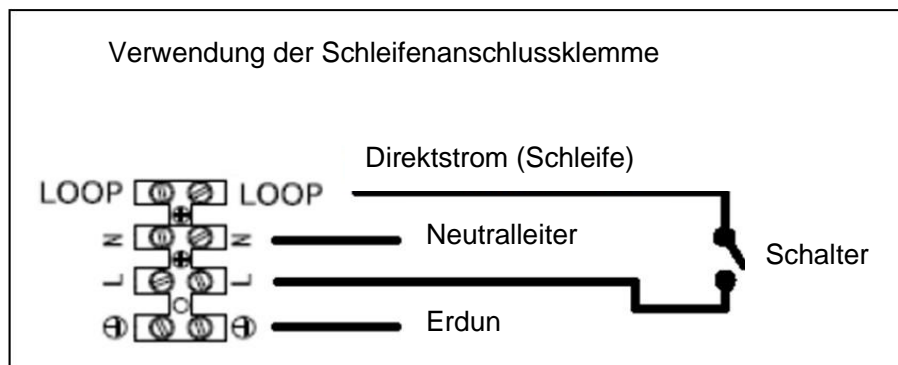 Verwendung der Schleifenanschlussklemme
Direktstrom (Schleife)
LOOP LOOP
N N Neutralleiter
Schalter
L L
Erdun